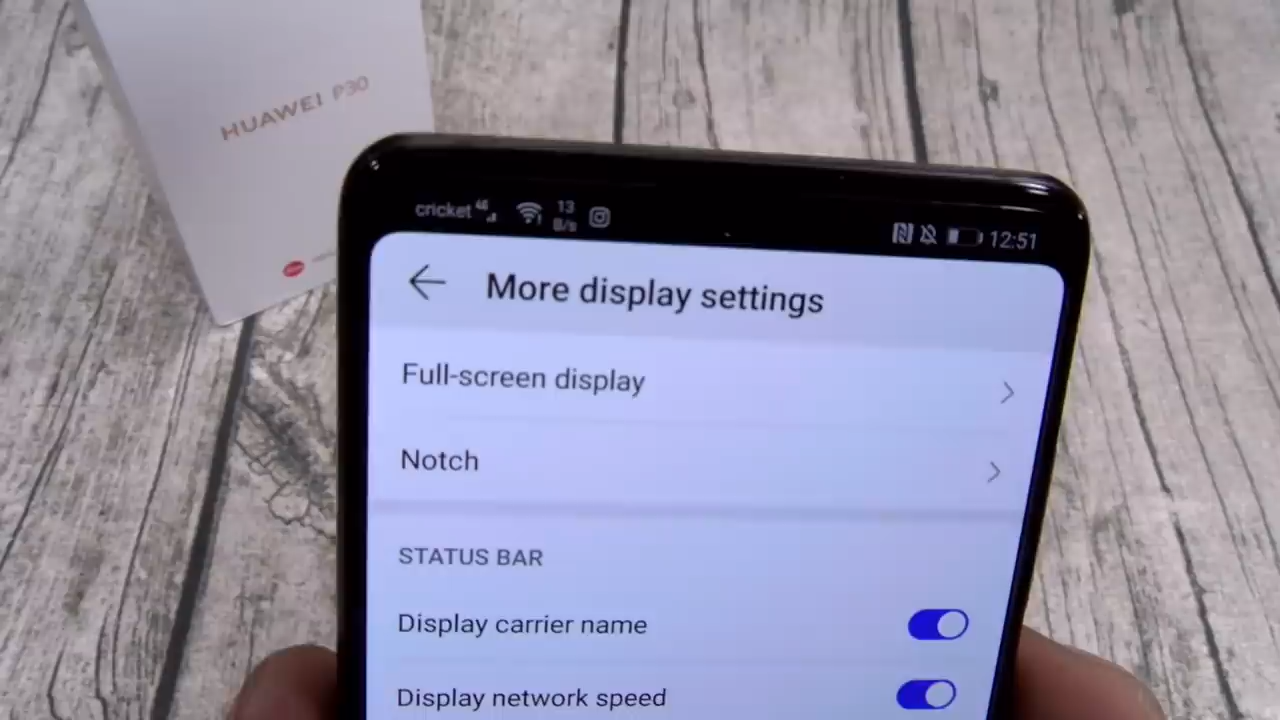 HUAWEI P30
cricket 4G 13 B/s 12:51
More display settings
Full-screen display
Notch
STATUS BAR
Display carrier name
Display network speed